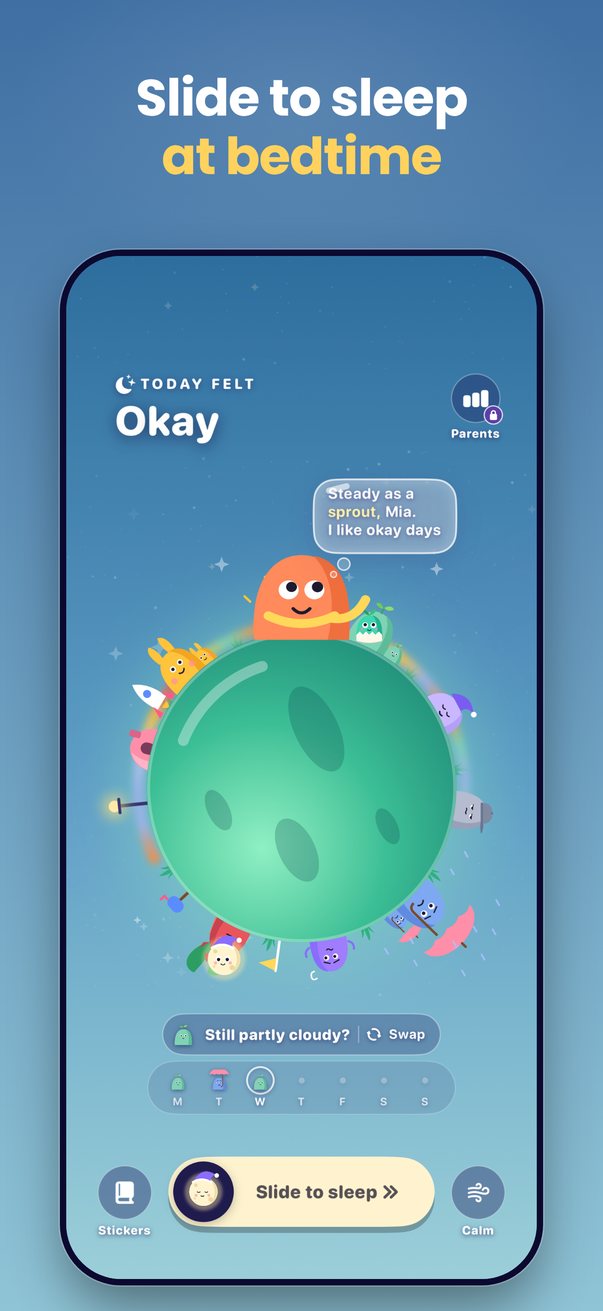 Slide to sleep
at bedtime
TODAY FELT
Okay
Parents
Steady as a
sprout, Mia.
I like okay days
Still partly cloudy? Swap
M T W T F S S
Slide to sleep
Stickers
Calm